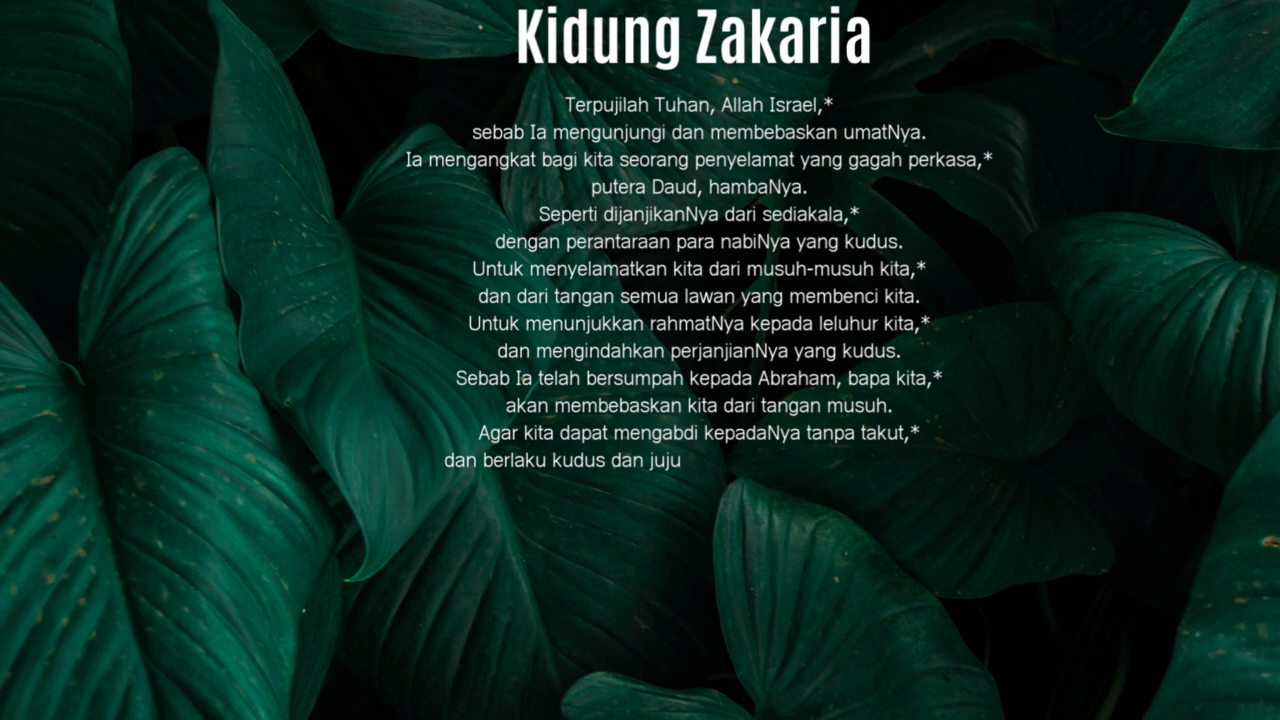 Kidung Zakaria
Terpujilah Tuhan, Allah Israel,*
sebab Ia mengunjungi dan membebaskan umatNya.
Ia mengangkat bagi kita seorang penyelamat yang gagah perkasa,*
putera Daud, hambaNya.
Seperti dijanjikanNya dari sediakala,*
dengan perantaraan para nabiNya yang kudus.
Untuk menyelamatkan kita dari musuh-musuh kita,*
dan dari tangan semua lawan yang membenci kita.
Untuk menunjukkan rahmatNya kepada leluhur kita,*
dan mengindahkan perjanjianNya yang kudus.
Sebab Ia telah bersumpah kepada Abraham, bapa kita,*
akan membebaskan kita dari tangan musuh.
Agar kita dapat mengabdi kepadaNya tanpa takut,*
dan berlaku kudus dan juju